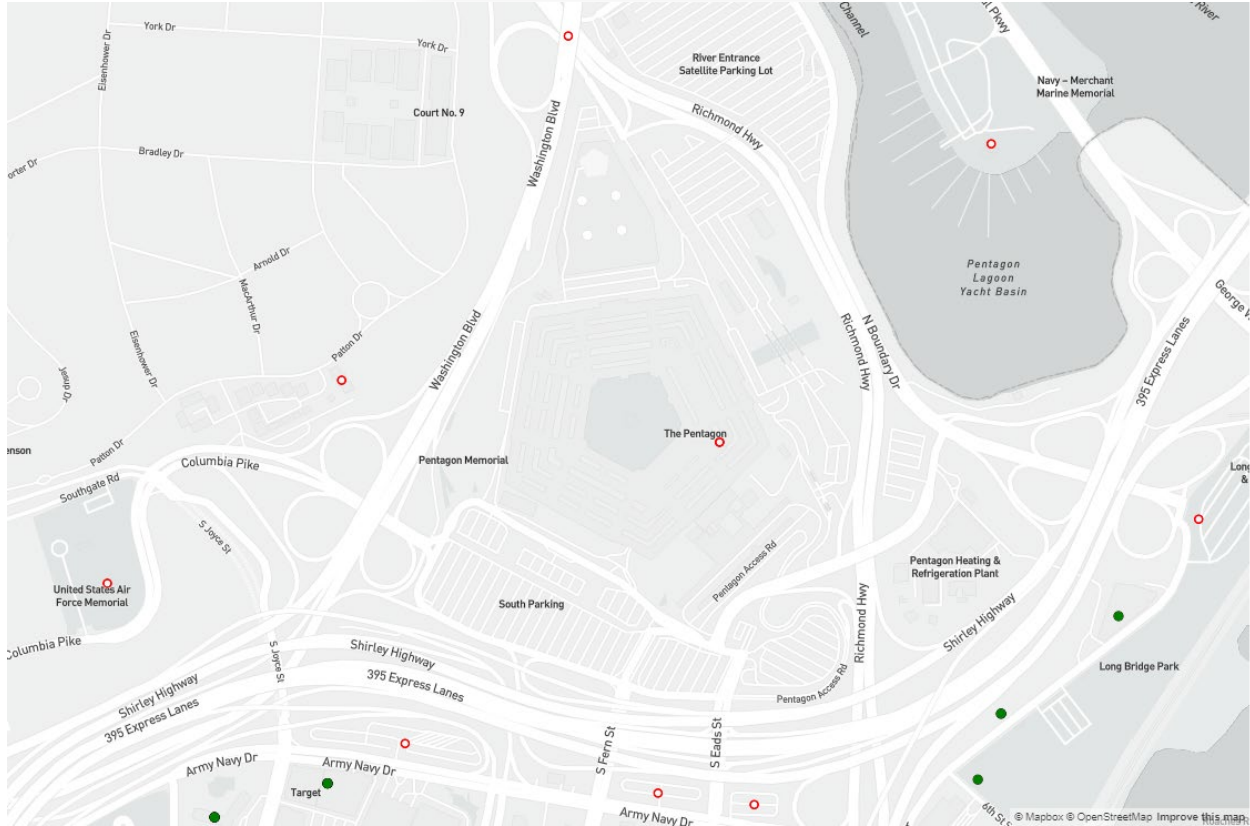 York Dr
York Dr
Eisenhower Dr
Court No. 9
Washington Blvd
River Entrance
Satellite Parking Lot
Channel
Pkwy
River
Navy – Merchant
Marine Memorial
Richmond Hwy
Bradley Dr
Arnold Dr
MacArthur Dr
Eisenhower Dr
Patton Dr
Jesup Dr
Washington Blvd
Pentagon
Lagoon
Yacht Basin
N Boundary Dr
Richmond Hwy
395 Express Lanes
The Pentagon
Pentagon Memorial
Patton Dr
Columbia Pike
Southgate Rd
S Joyce St
United States Air
Force Memorial
South Parking
Pentagon Access Rd
Pentagon Heating &
Refrigeration Plant
Richmond Hwy
Shirley Highway
Columbia Pike
S Joyce St
Shirley Highway
395 Express Lanes
Shirley Highway
395 Express Lanes
Pentagon Access Rd
Long Bridge Park
S Fern St
S Eads St
Army Navy Dr
Army Navy Dr
Target
Army Navy Dr
6th St S
© Mapbox © OpenStreetMap Improve this map